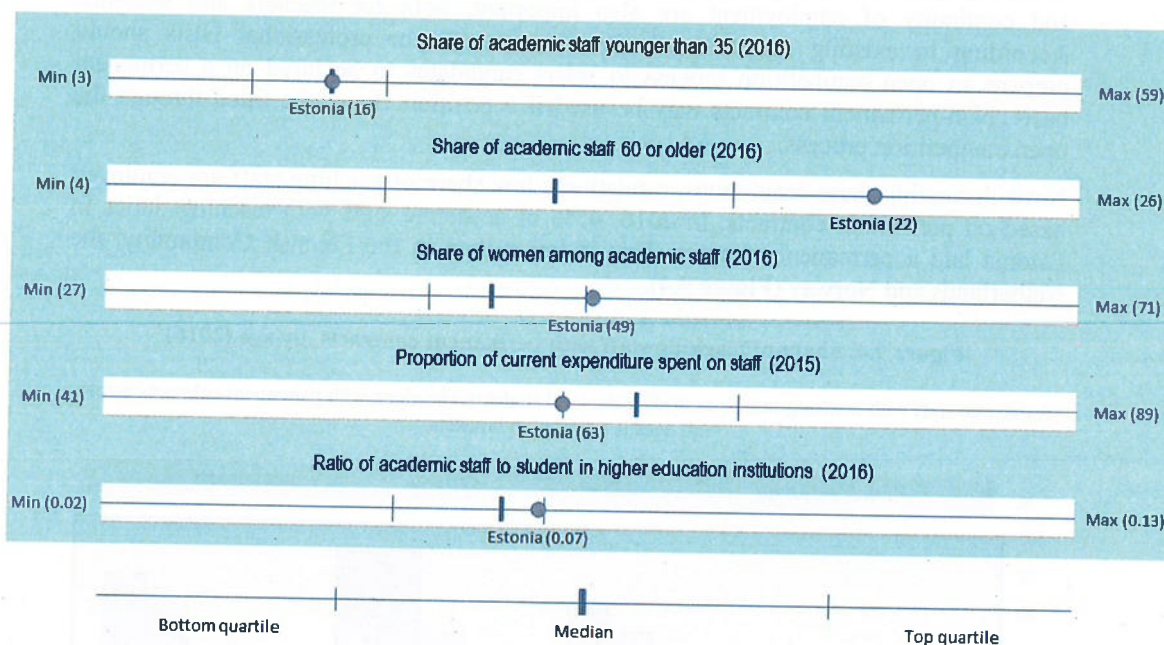 Share of academic staff younger than 35 (2016)
Min (3)
Max (59)
Estonia (16)
Share of academic staff 60 or older (2016)
Min (4)
Max (26)
Estonia (22)
Share of women among academic staff (2016)
Min (27)
Max (71)
Estonia (49)
Proportion of current expenditure spent on staff (2015)
Min (41)
Max (89)
Estonia (63)
Ratio of academic staff to student in higher education institutions (2016)
Min (0.02)
Max (0.13)
Estonia (0.07)
Bottom quartile
Median
Top quartile